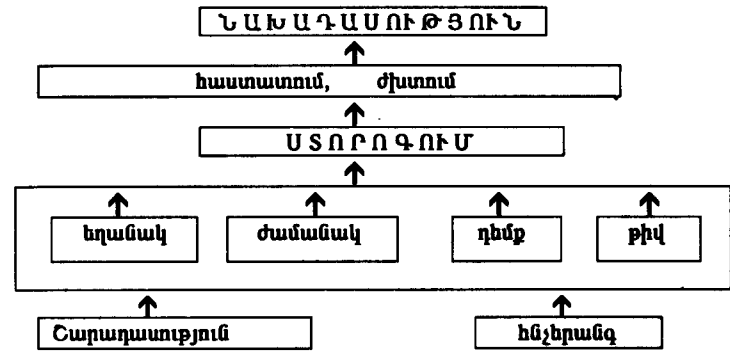 ՆԱԽԱԴԱՍՈՒԹՅՈՒՆ
հաստատում, ժխտում
ՍՏՈՐՈԳՈՒՄ
եղանակ ժամանակ դեմք թիվ
Շարադասություն հնչերանգ